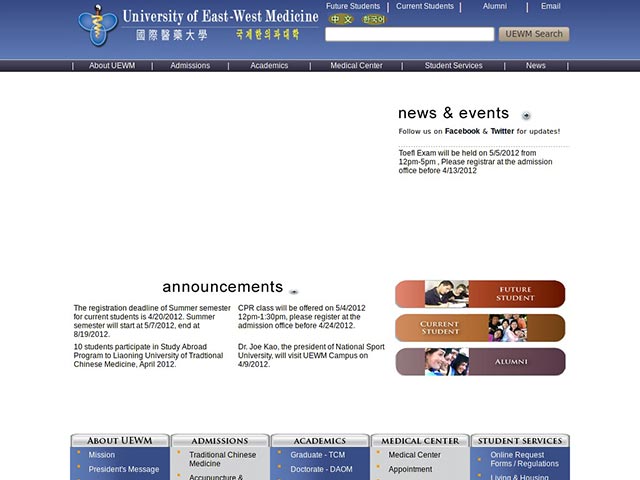 University of East-West Medicine
國際醫藥大學 국제한의과대학
Future Students | Current Students | Alumni | Email
中 文 한국어
UEWM Search
| About UEWM | Admissions | Academics | Medical Center | Student Services | News |
news & events
Follow us on Facebook & Twitter for updates!
Toefl Exam will be held on 5/5/2012 from
12pm-5pm , Please registrar at the admission
office before 4/13/2012
announcements
The registration deadline of Summer semester
for current students is 4/20/2012. Summer
semester will start at 5/7/2012, end at
8/19/2012.
10 students participate in Study Abroad
Program to Liaoning University of Tradtional
Chinese Medicine, April 2012.
CPR class will be offered on 5/4/2012
12pm-1:30pm, please register at the
admission office before 4/24/2012.
Dr. Joe Kao, the president of National Sport
University, will visit UEWM Campus on
4/9/2012.
FUTURE
STUDENT
CURRENT
STUDENT
ALUMNI
ABOUT UEWM
Mission
President's Message
ADMISSIONS
Traditional Chinese
Medicine
Acupuncture &
ACADEMICS
Graduate - TCM
Doctorate - DAOM
MEDICAL CENTER
Medical Center
Appointment
STUDENT SERVICES
Online Request
Forms / Regulations
Living & Housing